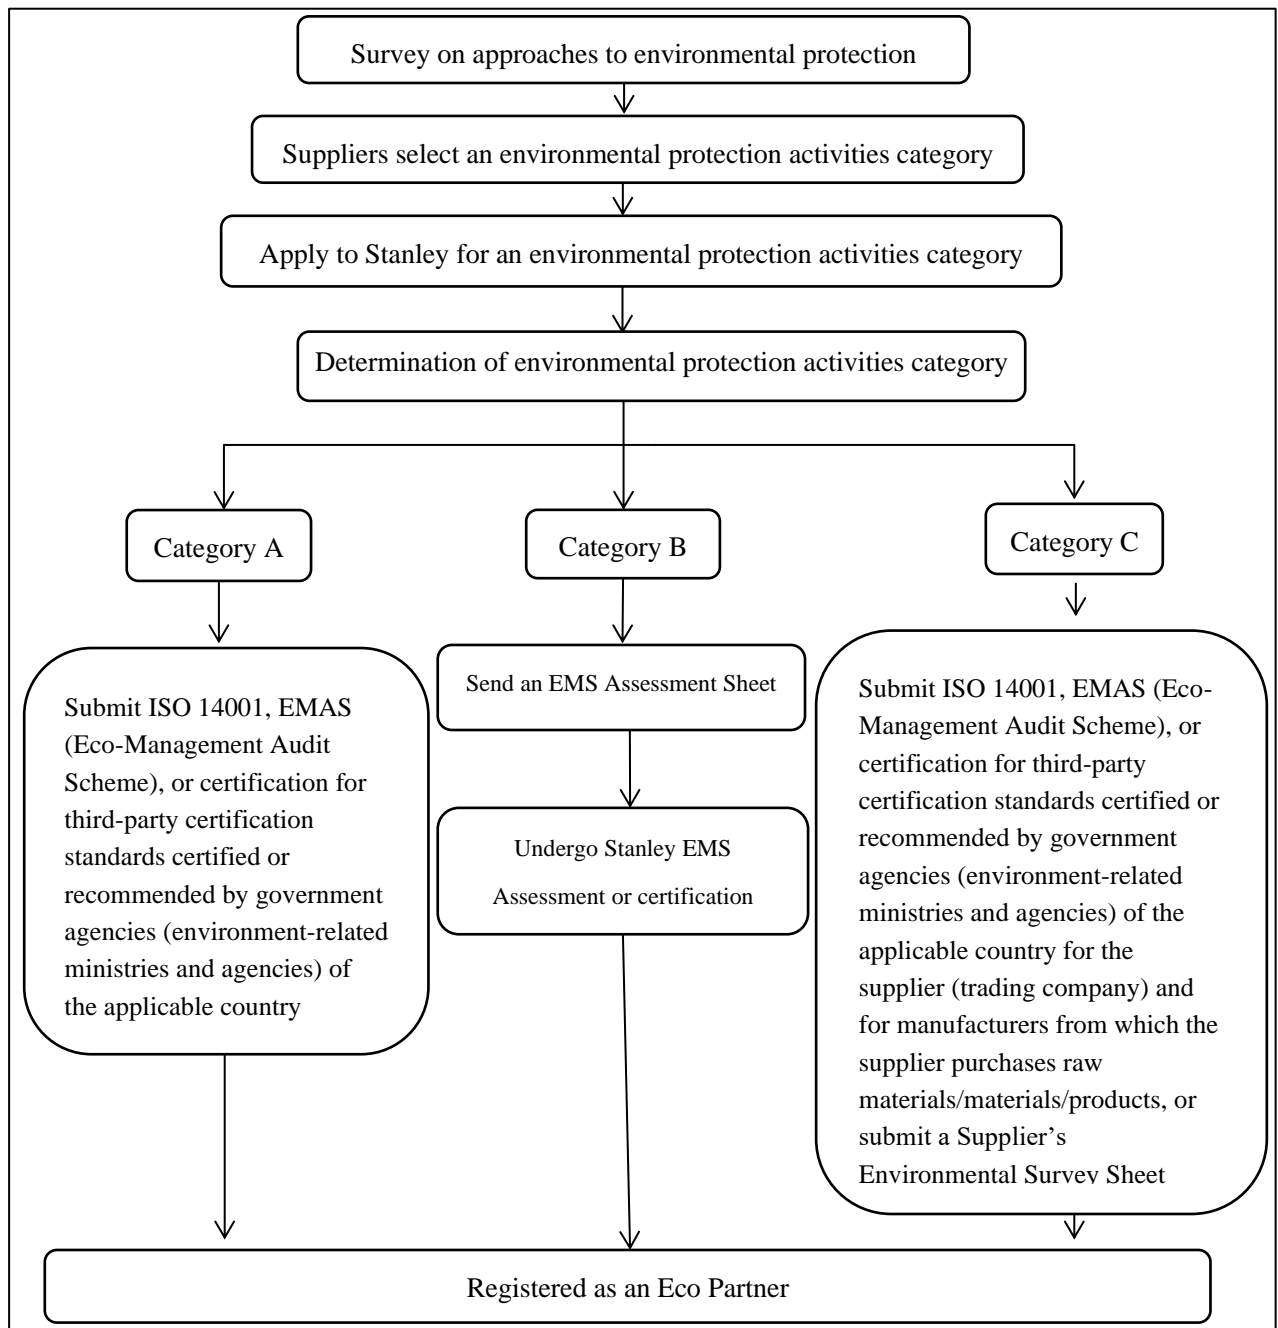 Survey on approaches to environmental protection
Suppliers select an environmental protection activities category
Apply to Stanley for an environmental protection activities category
Determination of environmental protection activities category
Category A
Category B
Category C
Submit ISO 14001, EMAS
(Eco-Management Audit
Scheme), or certification for
third-party certification
standards certified or
recommended by government
agencies (environment-related
ministries and agencies) of
the applicable country
Send an EMS Assessment Sheet
Undergo Stanley EMS
Assessment or certification
Submit ISO 14001, EMAS (Eco-
Management Audit Scheme), or
certification for third-party
certification standards certified or
recommended by government
agencies (environment-related
ministries and agencies) of the
applicable country for the
supplier (trading company) and
for manufacturers from which the
supplier purchases raw
materials/materials/products, or
submit a Supplier’s
Environmental Survey Sheet
Registered as an Eco Partner